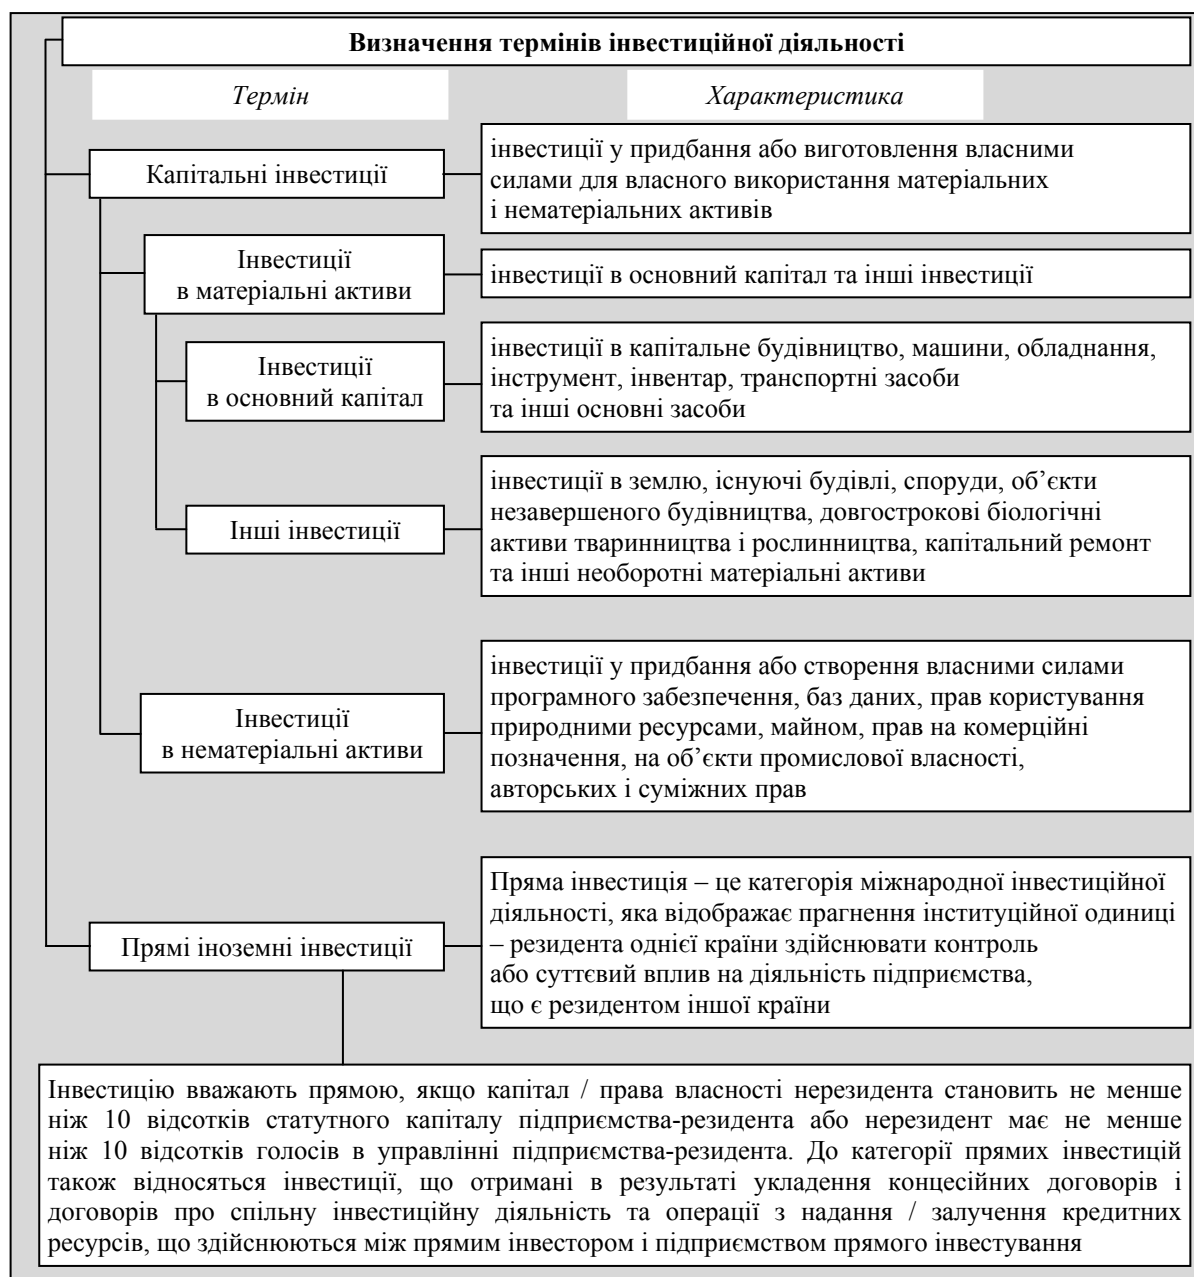 Визначення термінів інвестиційної діяльності
Термін
Характеристика
Капітальні інвестиції
інвестиції у придбання або виготовлення власними
силами для власного використання матеріальних
і нематеріальних активів
Інвестиції
в матеріальні активи
інвестиції в основний капітал та інші інвестиції
Інвестиції
в основний капітал
інвестиції в капітальне будівництво, машини, обладнання,
інструмент, інвентар, транспортні засоби
та інші основні засоби
Інші інвестиції
інвестиції в землю, існуючі будівлі, споруди, об’єкти
незавершеного будівництва, довгострокові біологічні
активи тваринництва і рослинництва, капітальний ремонт
та інші необоротні матеріальні активи
Інвестиції
в нематеріальні активи
інвестиції у придбання або створення власними силами
програмного забезпечення, баз даних, прав користування
природними ресурсами, майном, прав на комерційні
позначення, на об’єкти промислової власності,
авторських і суміжних прав
Прямі іноземні інвестиції
Пряма інвестиція – це категорія міжнародної інвестиційної
діяльності, яка відображає прагнення інституційної одиниці
– резидента однієї країни здійснювати контроль
або суттєвий вплив на діяльність підприємства,
що є резидентом іншої країни
Інвестицію вважають прямою, якщо капітал / права власності нерезидента становить не менше
ніж 10 відсотків статутного капіталу підприємства-резидента або нерезидент має не менше
ніж 10 відсотків голосів в управлінні підприємства-резидента. До категорії прямих інвестицій
також відносяться інвестиції, що отримані в результаті укладення концесійних договорів і
договорів про спільну інвестиційну діяльність та операції з надання / залучення кредитних
ресурсів, що здійснюються між прямим інвестором і підприємством прямого інвестування